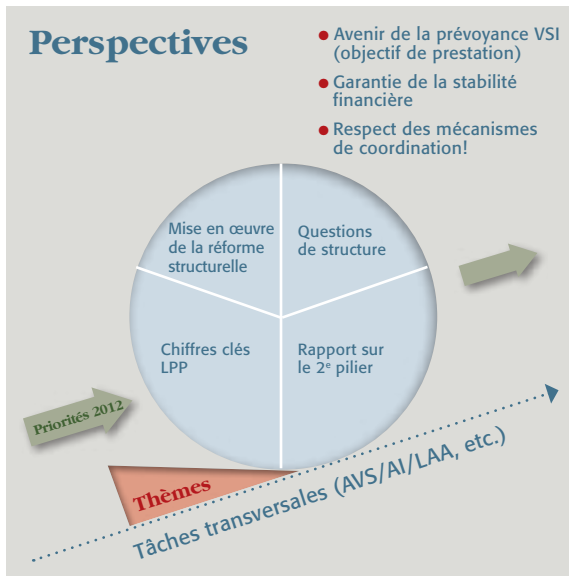 Perspectives
● Avenir de la prévoyance VSI
(objectif de prestation)
● Garantie de la stabilité
financière
● Respect des mécanismes
de coordination!
Mise en œuvre
de la réforme
structurelle
Questions
de structure
Chiffres clés
LPP
Rapport sur
le 2e pilier
Priorités 2012
Thèmes
Tâches transversales (AVS/AI/LAA, etc.)